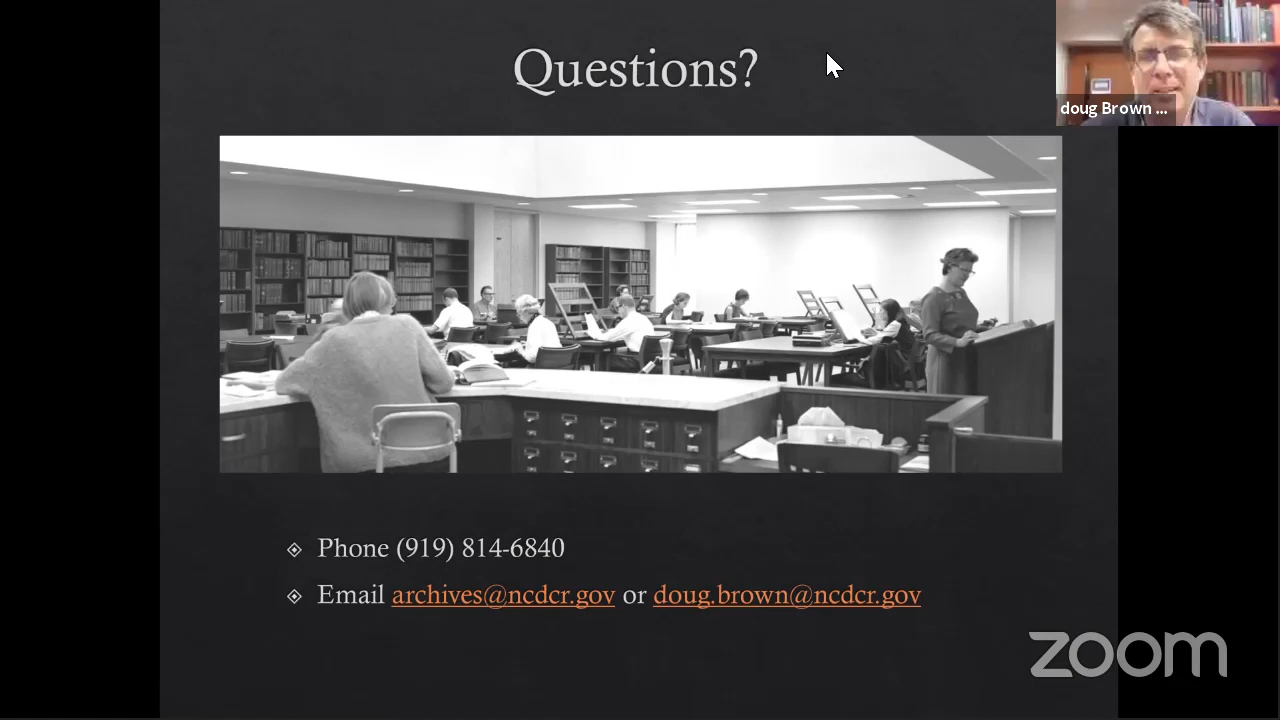 Questions?
doug Brown ...
Phone (919) 814-6840
Email archives@ncdcr.gov or doug.brown@ncdcr.gov
zoom